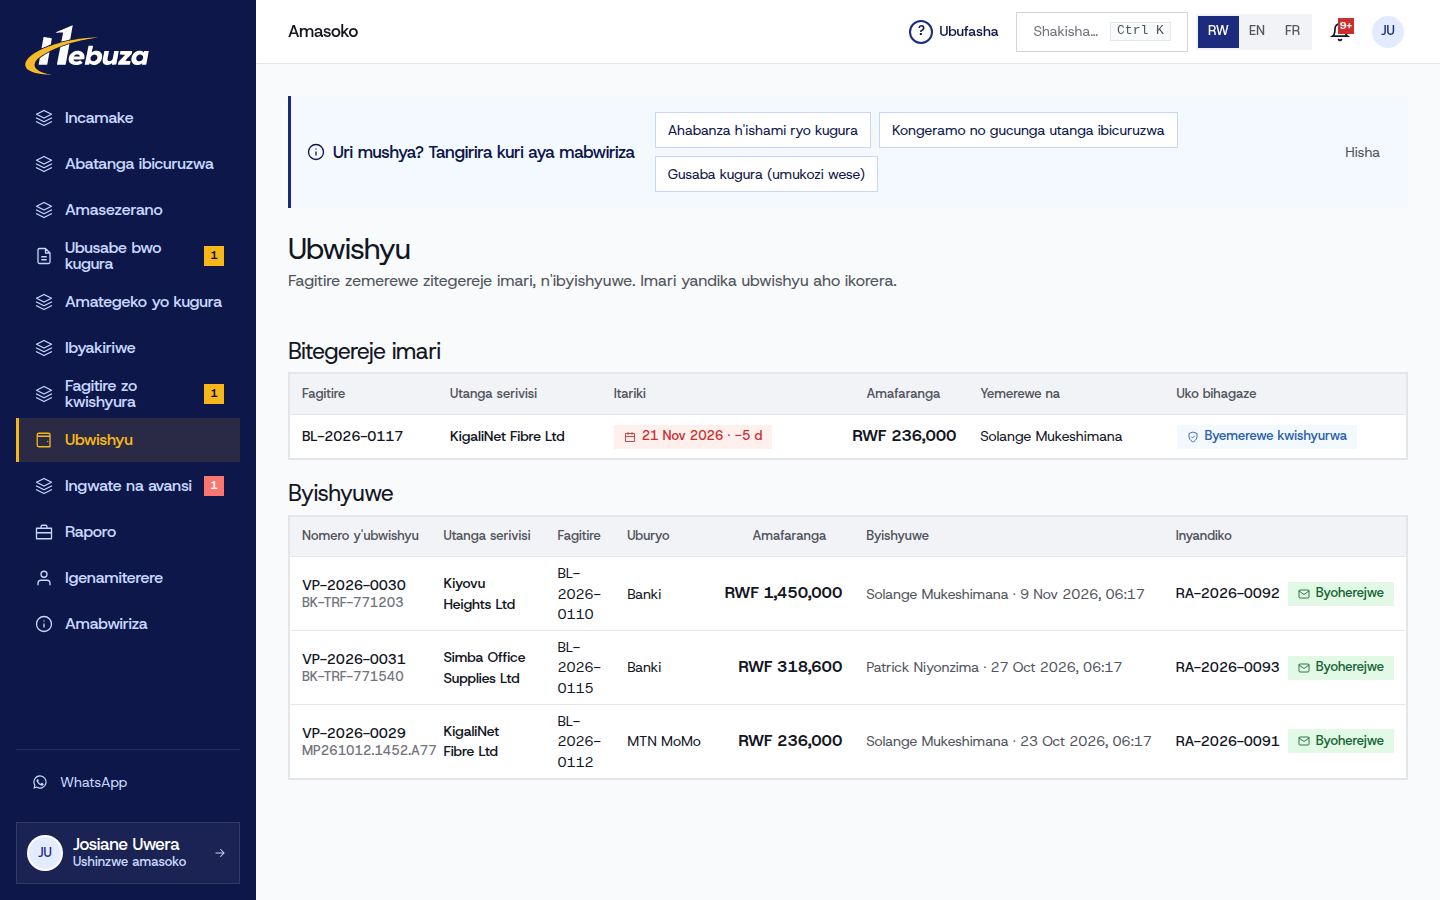 Hebuza
Incamake
Abatanga ibicuruzwa
Amasezerano
Ubusabe bwo
kugura
1
Amategeko yo kugura
Ibyakiriwe
Fagitire zo
kwishyura
1
Ubwishyu
Ingwate na avansi
1
Raporo
Igenamiterere
Amabwiriza
WhatsApp
JU
Josiane Uwera
Ushinzwe amasoko
Amasoko
? Ubufasha
Shakisha... Ctrl K
RW EN FR
9+
JU
Uri mushya? Tangirira kuri aya mabwiriza
Ahabanza h'ishami ryo kugura
Kongeramo no gucunga utanga ibicuruzwa
Gusaba kugura (umukozi wese)
Hisha
Ubwishyu
Fagitire zemerewe zitegereje imari, n'ibyishyuwe. Imari yandika ubwishyu aho ikorera.
Bitegereje imari
Fagitire Utanga serivisi Itariki Amafaranga Yemerewe na Uko bihagaze
BL-2026-0117 KigaliNet Fibre Ltd 21 Nov 2026 · -5 d RWF 236,000 Solange Mukeshimana Byemerewe kwishyurwa
Byishyuwe
Nomero y'ubwishyu Utanga serivisi Fagitire Uburyo Amafaranga Byishyuwe Inyandiko
VP-2026-0030
BK-TRF-771203
Kiyovu
Heights Ltd
BL-
2026-
0110
Banki
RWF 1,450,000
Solange Mukeshimana · 9 Nov 2026, 06:17
RA-2026-0092
Byoherejwe
VP-2026-0031
BK-TRF-771540
Simba Office
Supplies Ltd
BL-
2026-
0115
Banki
RWF 318,600
Patrick Niyonzima · 27 Oct 2026, 06:17
RA-2026-0093
Byoherejwe
VP-2026-0029
MP261012.1452.A77
KigaliNet
Fibre Ltd
BL-
2026-
0112
MTN MoMo
RWF 236,000
Solange Mukeshimana · 23 Oct 2026, 06:17
RA-2026-0091
Byoherejwe